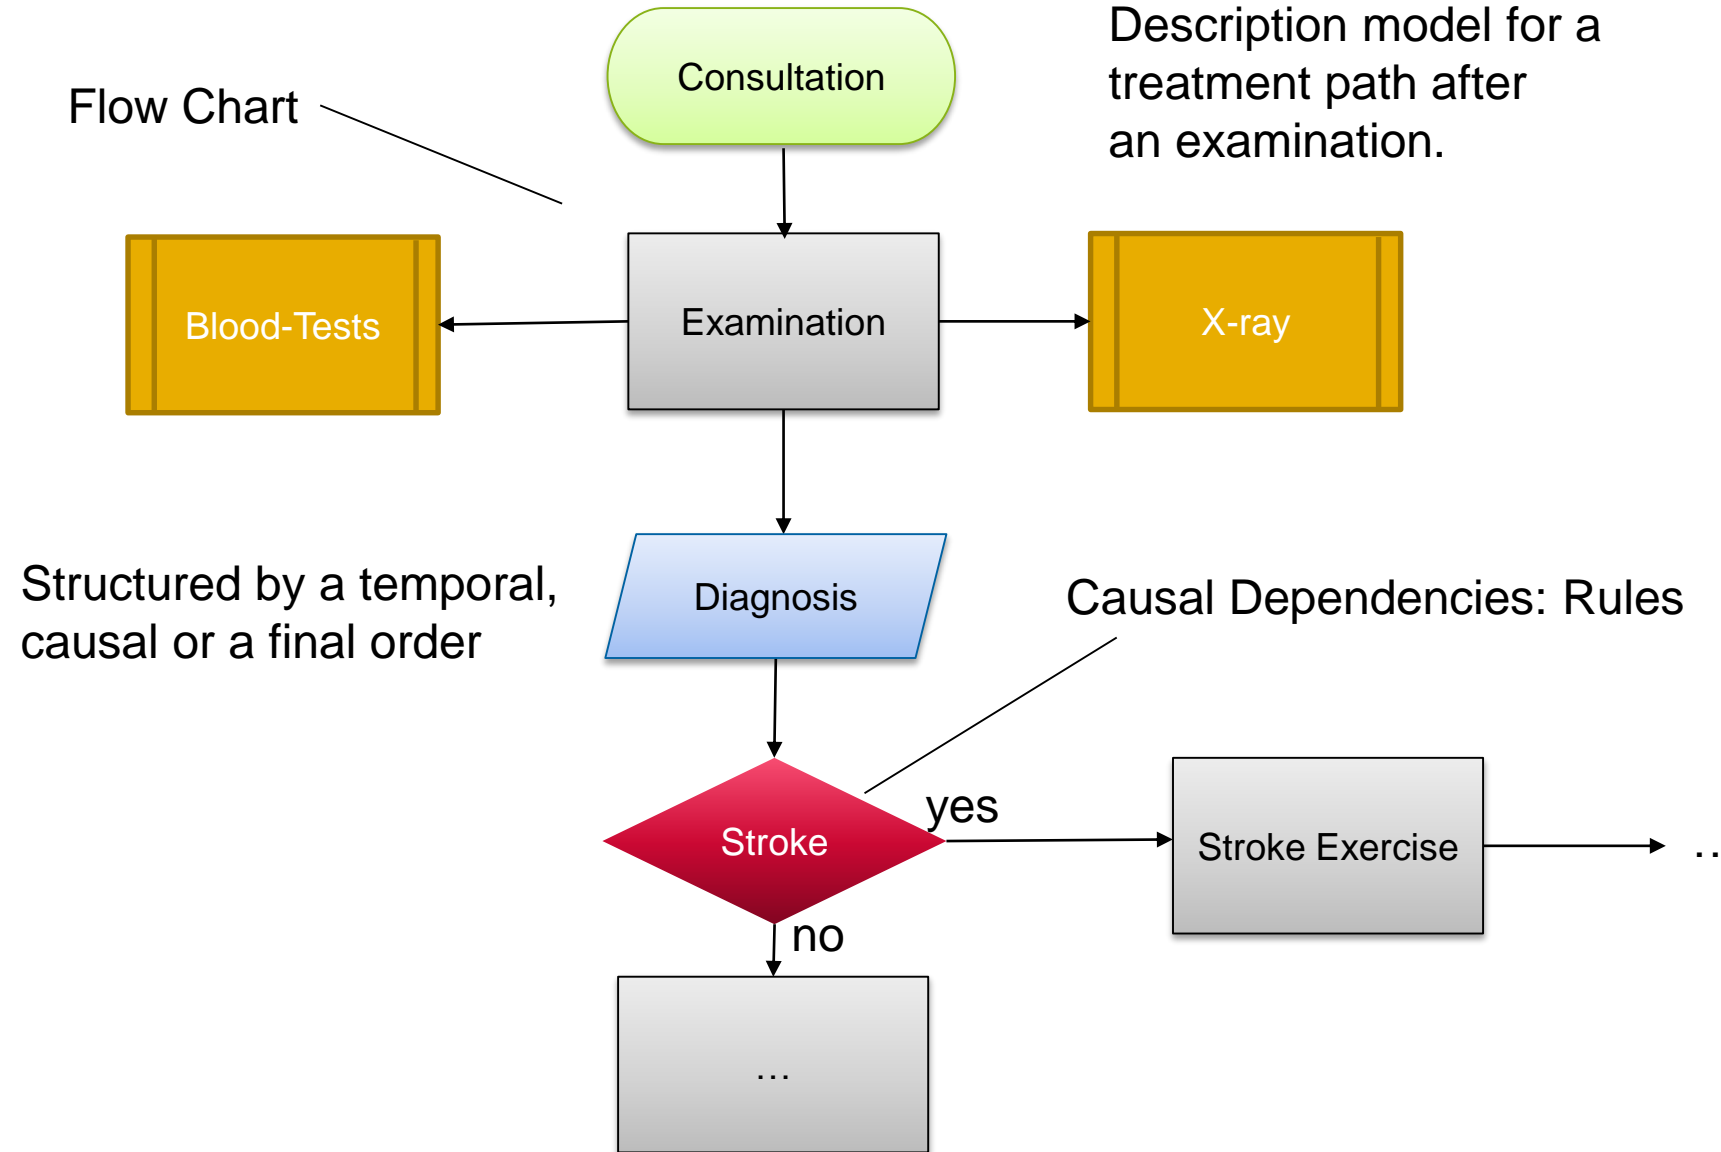 Description model for a
treatment path after
an examination.
Consultation
Flow Chart
Blood-Tests
Examination
X-ray
Structured by a temporal,
causal or a final order
Diagnosis
Causal Dependencies: Rules
yes
Stroke
Stroke Exercise
..
no
…